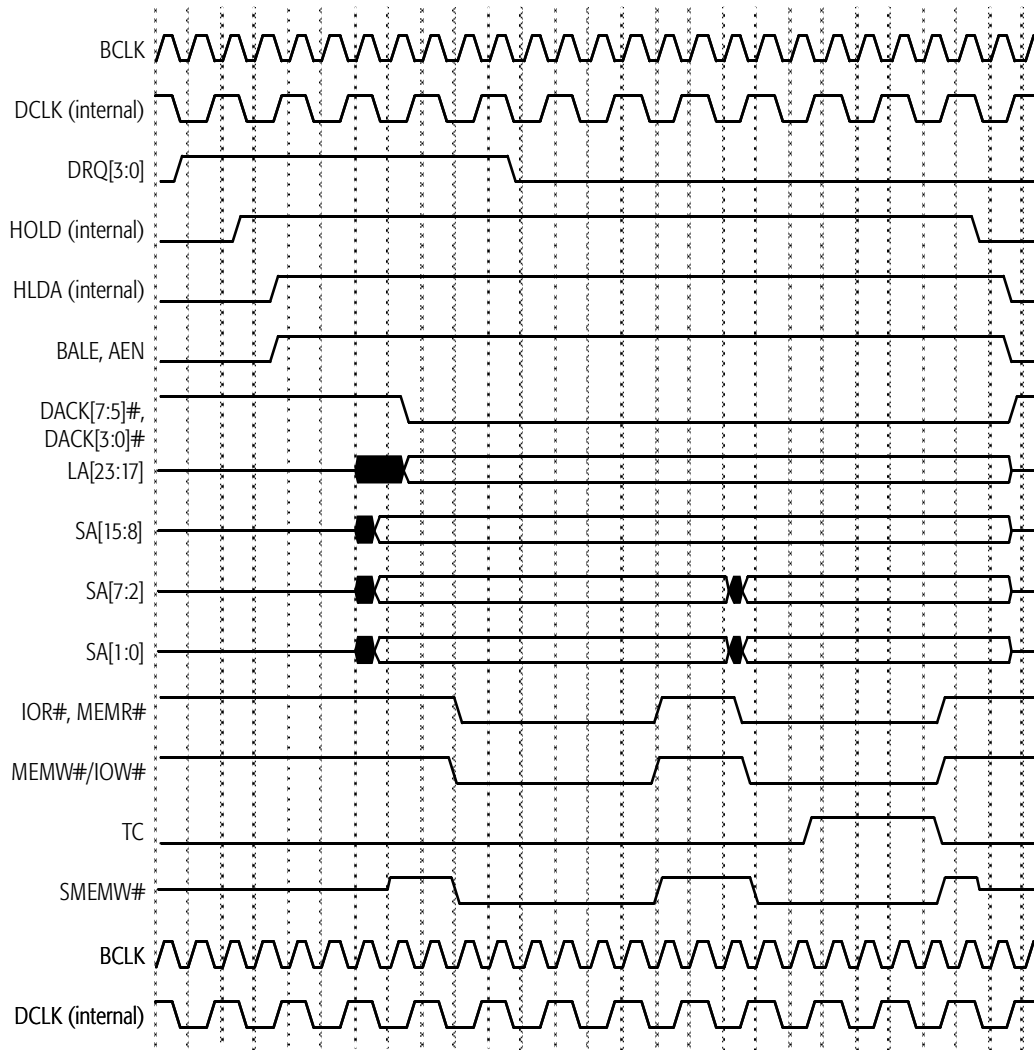 BCLK
DCLK (internal)
DRQ[3:0]
HOLD (internal)
HLDA (internal)
BALE, AEN
DACK[7:5]#,
DACK[3:0]#
LA[23:17]
SA[15:8]
SA[7:2]
SA[1:0]
IOR#, MEMR#
MEMW#/IOW#
TC
SMEMW#
BCLK
DCLK (internal)